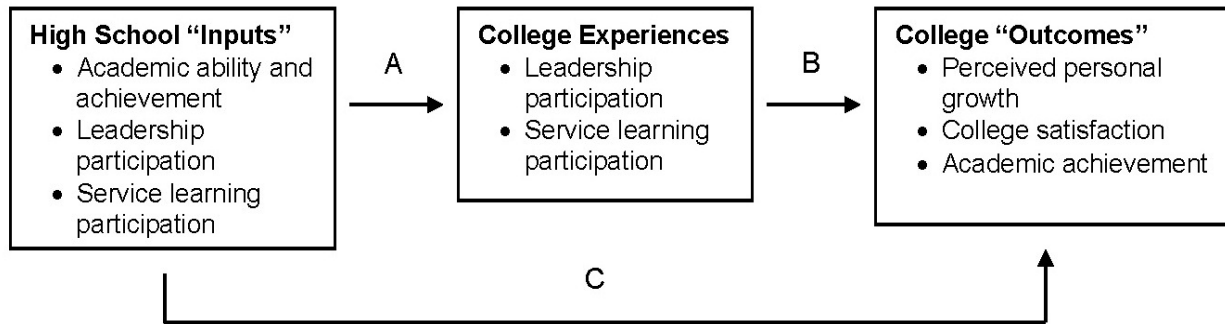 High School “Inputs”
• Academic ability and
achievement
• Leadership
participation
• Service learning
participation
A
College Experiences
• Leadership
participation
• Service learning
participation
B
College “Outcomes”
• Perceived personal
growth
• College satisfaction
• Academic achievement
C